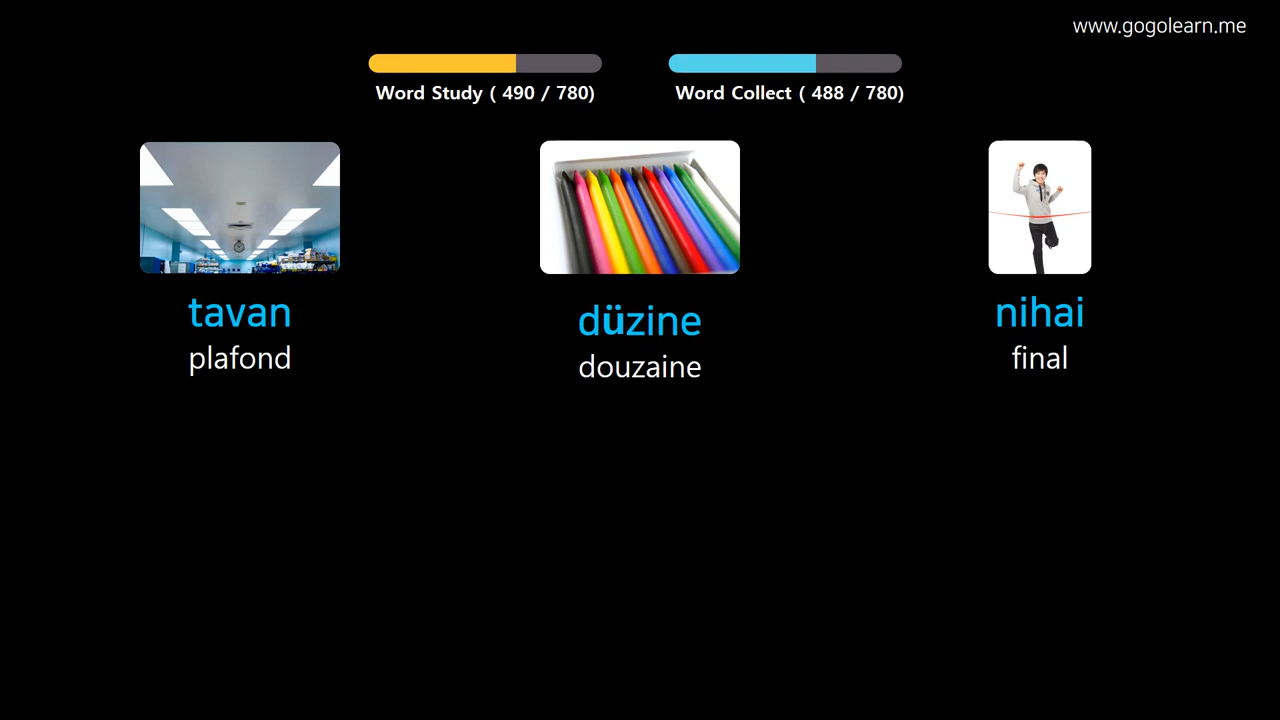 www.gogolearn.me
Word Study ( 490 / 780)
Word Collect ( 488 / 780)
tavan
plafond
düzine
douzaine
nihai
final